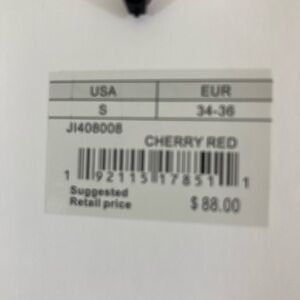 USA EUR
S 34-36
JI408008
CHERRY RED
1 92115 17851 1
Suggested
Retail price $88.00